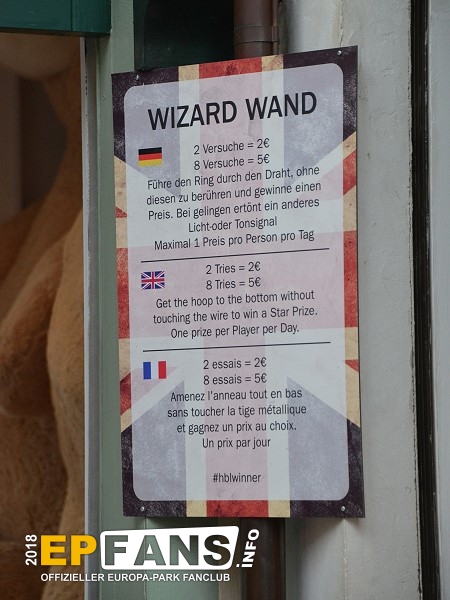 WIZARD WAND
2 Versuche = 2€
8 Versuche = 5€
Führe den Ring durch den Draht, ohne
diesen zu berühren und gewinne einen
Preis. Bei gelingen ertönt ein anderes
Licht-oder Tonsignal
Maximal 1 Preis pro Person pro Tag
2 Tries = 2€
8 Tries = 5€
Get the hoop to the bottom without
touching the wire to win a Star Prize.
One prize per Player per Day.
2 essais = 2€
8 essais = 5€
Amenez l'anneau tout en bas
sans toucher la tige métallique
et gagnez un prix au choix.
Un prix par jour
#hblwinner
2018 EPFANS.INFO
OFFIZIELLER EUROPA-PARK FANCLUB